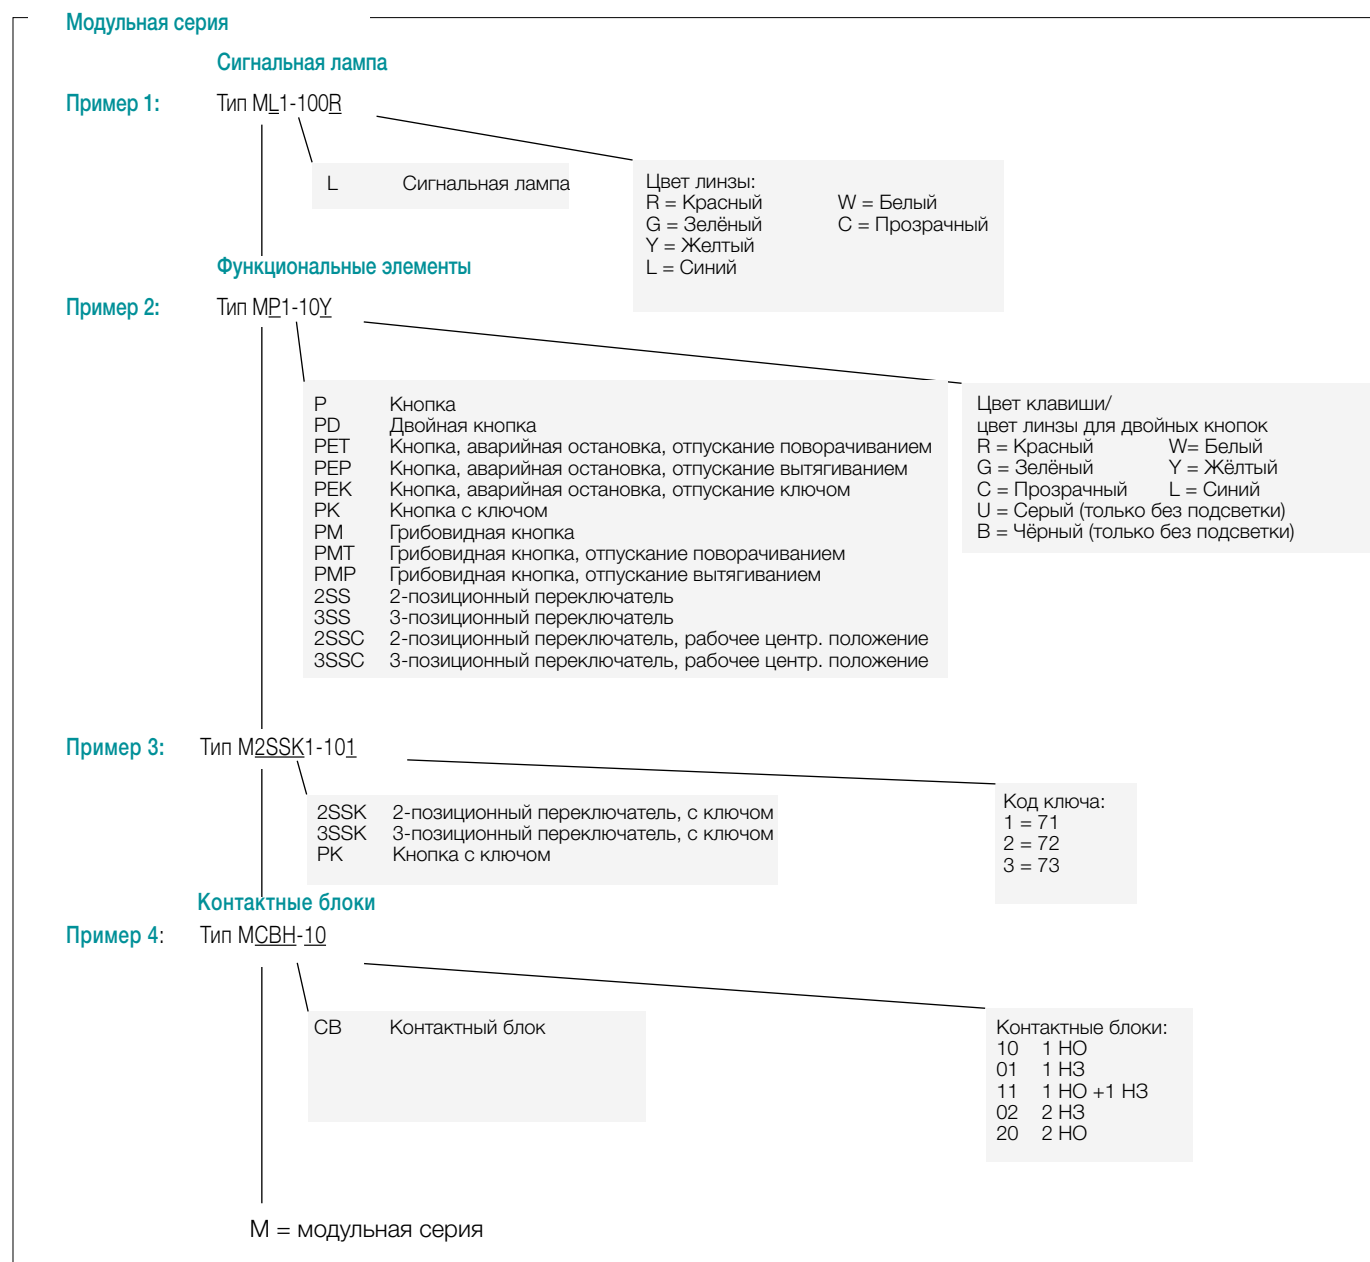 Модульная серия
Сигнальная лампа
Пример 1: Тип ML1-100R
L Сигнальная лампа
Цвет линзы:
R = Красный W = Белый
G = Зелёный C = Прозрачный
Y = Желтый
L = Синий
Функциональные элементы
Пример 2: Тип MP1-10Y
P Кнопка
PD Двойная кнопка
PET Кнопка, аварийная остановка, отпускание поворачиванием
PEP Кнопка, аварийная остановка, отпускание вытягиванием
PEK Кнопка, аварийная остановка, отпускание ключом
PK Кнопка с ключом
PM Грибовидная кнопка
PMT Грибовидная кнопка, отпускание поворачиванием
PMP Грибовидная кнопка, отпускание вытягиванием
2SS 2-позиционный переключатель
3SS 3-позиционный переключатель
2SSC 2-позиционный переключатель, рабочее центр. положение
3SSC 3-позиционный переключатель, рабочее центр. положение
Цвет клавиши/
цвет линзы для двойных кнопок
R = Красный W= Белый
G = Зелёный Y = Жёлтый
C = Прозрачный L = Синий
U = Серый (только без подсветки)
B = Чёрный (только без подсветки)
Пример 3: Тип M2SSK1-101
2SSK 2-позиционный переключатель, с ключом
3SSK 3-позиционный переключатель, с ключом
PK Кнопка с ключом
Код ключа:
1 = 71
2 = 72
3 = 73
Контактные блоки
Пример 4: Тип MCBH-10
CB Контактный блок
Контактные блоки:
10 1 НО
01 1 НЗ
11 1 НО +1 НЗ
02 2 НЗ
20 2 НО
M = модульная серия